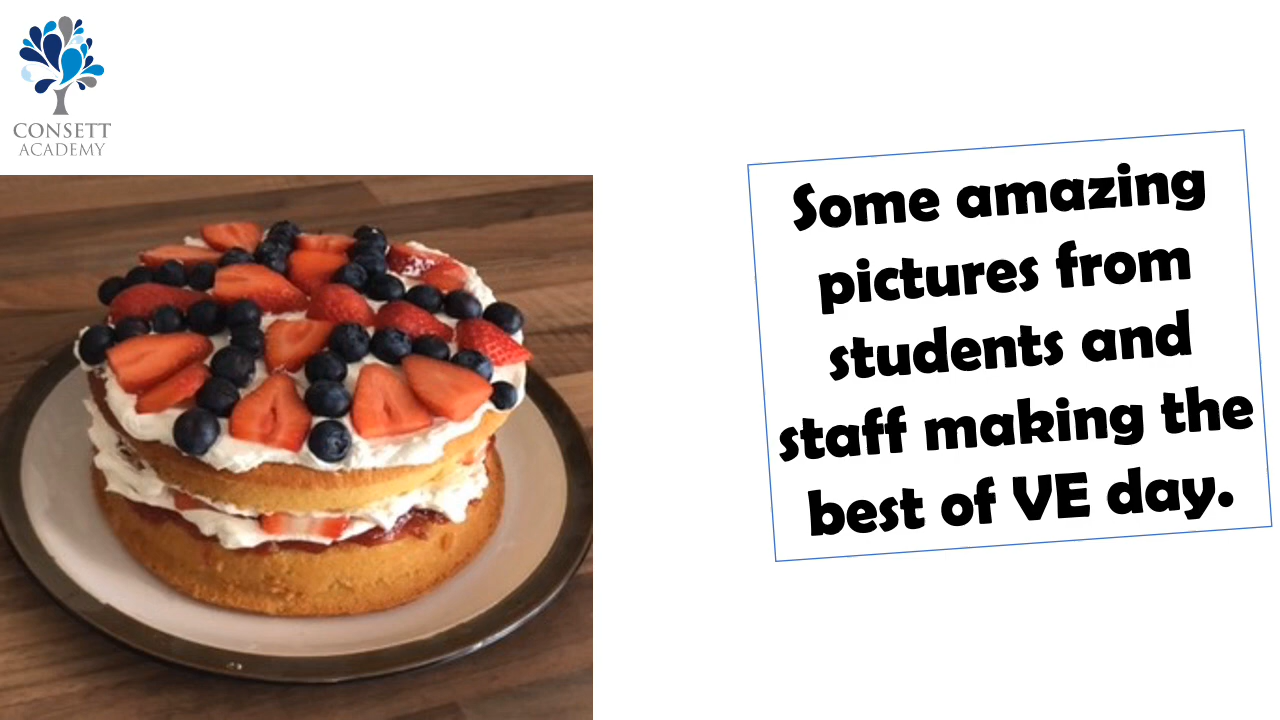 CONSETT
ACADEMY
Some amazing
pictures from
students and
staff making the
best of VE day.